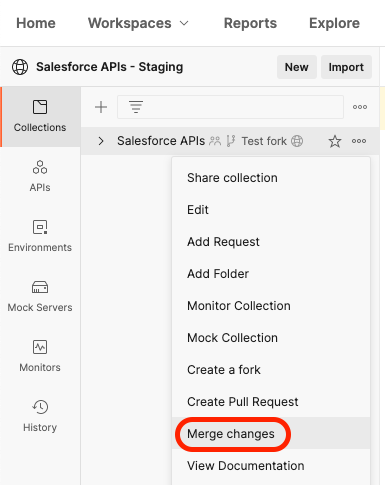 Home Workspaces Reports Explore
Salesforce APIs - Staging New Import
Collections
APIs
Environments
Mock Servers
Monitors
History
Salesforce APIs Test fork
Share collection
Edit
Add Request
Add Folder
Monitor Collection
Mock Collection
Create a fork
Create Pull Request
Merge changes
View Documentation